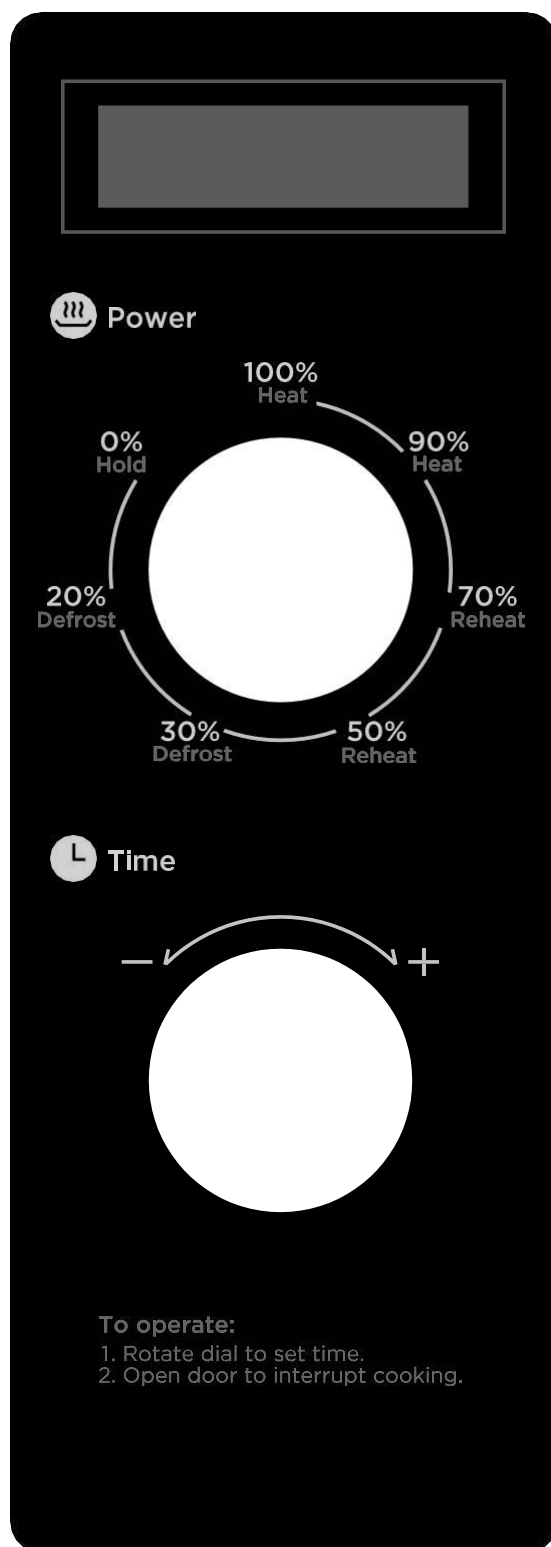 Power
100%
Heat
0%
Hold
90%
Heat
20%
Defrost
70%
Reheat
30%
Defrost
50%
Reheat
Time
− +
To operate:
1. Rotate dial to set time.
2. Open door to interrupt cooking.